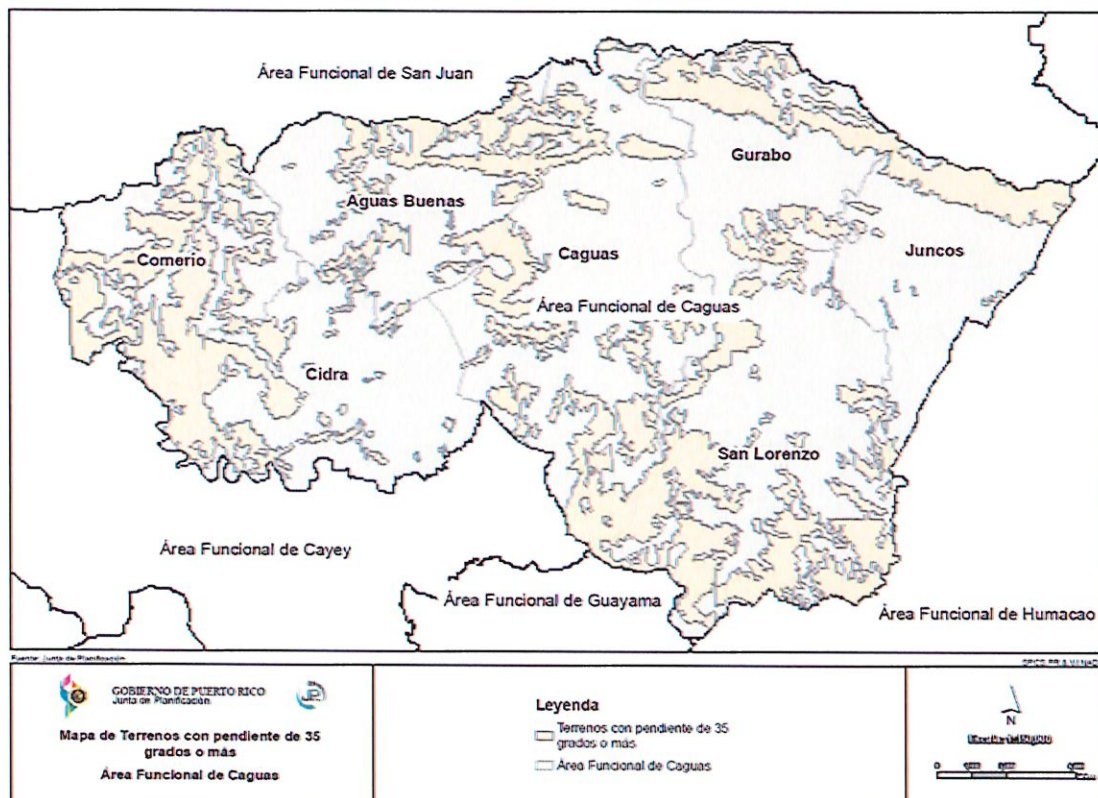 Área Funcional de San Juan
Gurabo
Aguas Buenas
Comerio
Caguas
Juncos
Área Funcional de Caguas
Cidra
San Lorenzo
Área Funcional de Cayey
Área Funcional de Guayama
Área Funcional de Humacao
Fuente: Junta de Planificación
GOBIERNO DE PUERTO RICO
Junta de Planificación
JP
Mapa de Terrenos con pendiente de 35
grados o más
Área Funcional de Caguas
Leyenda
Terrenos con pendiente de 35
grados o más
Área Funcional de Caguas
N
0